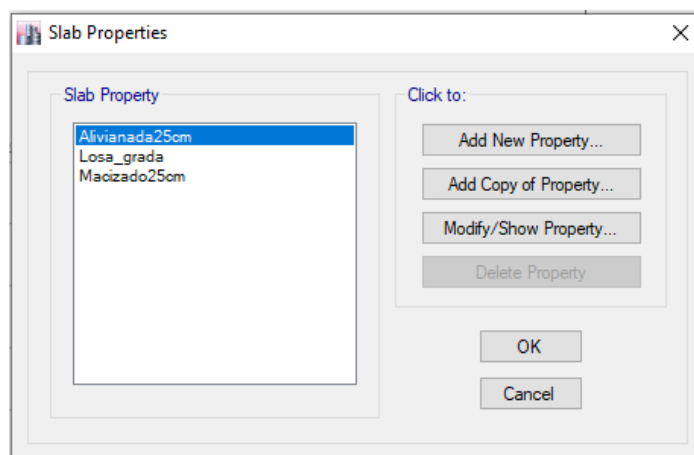 Slab Properties
Slab Property
Alivianada25cm
Losa_grada
Macizado25cm
Click to:
Add New Property...
Add Copy of Property...
Modify/Show Property...
Delete Property
OK
Cancel